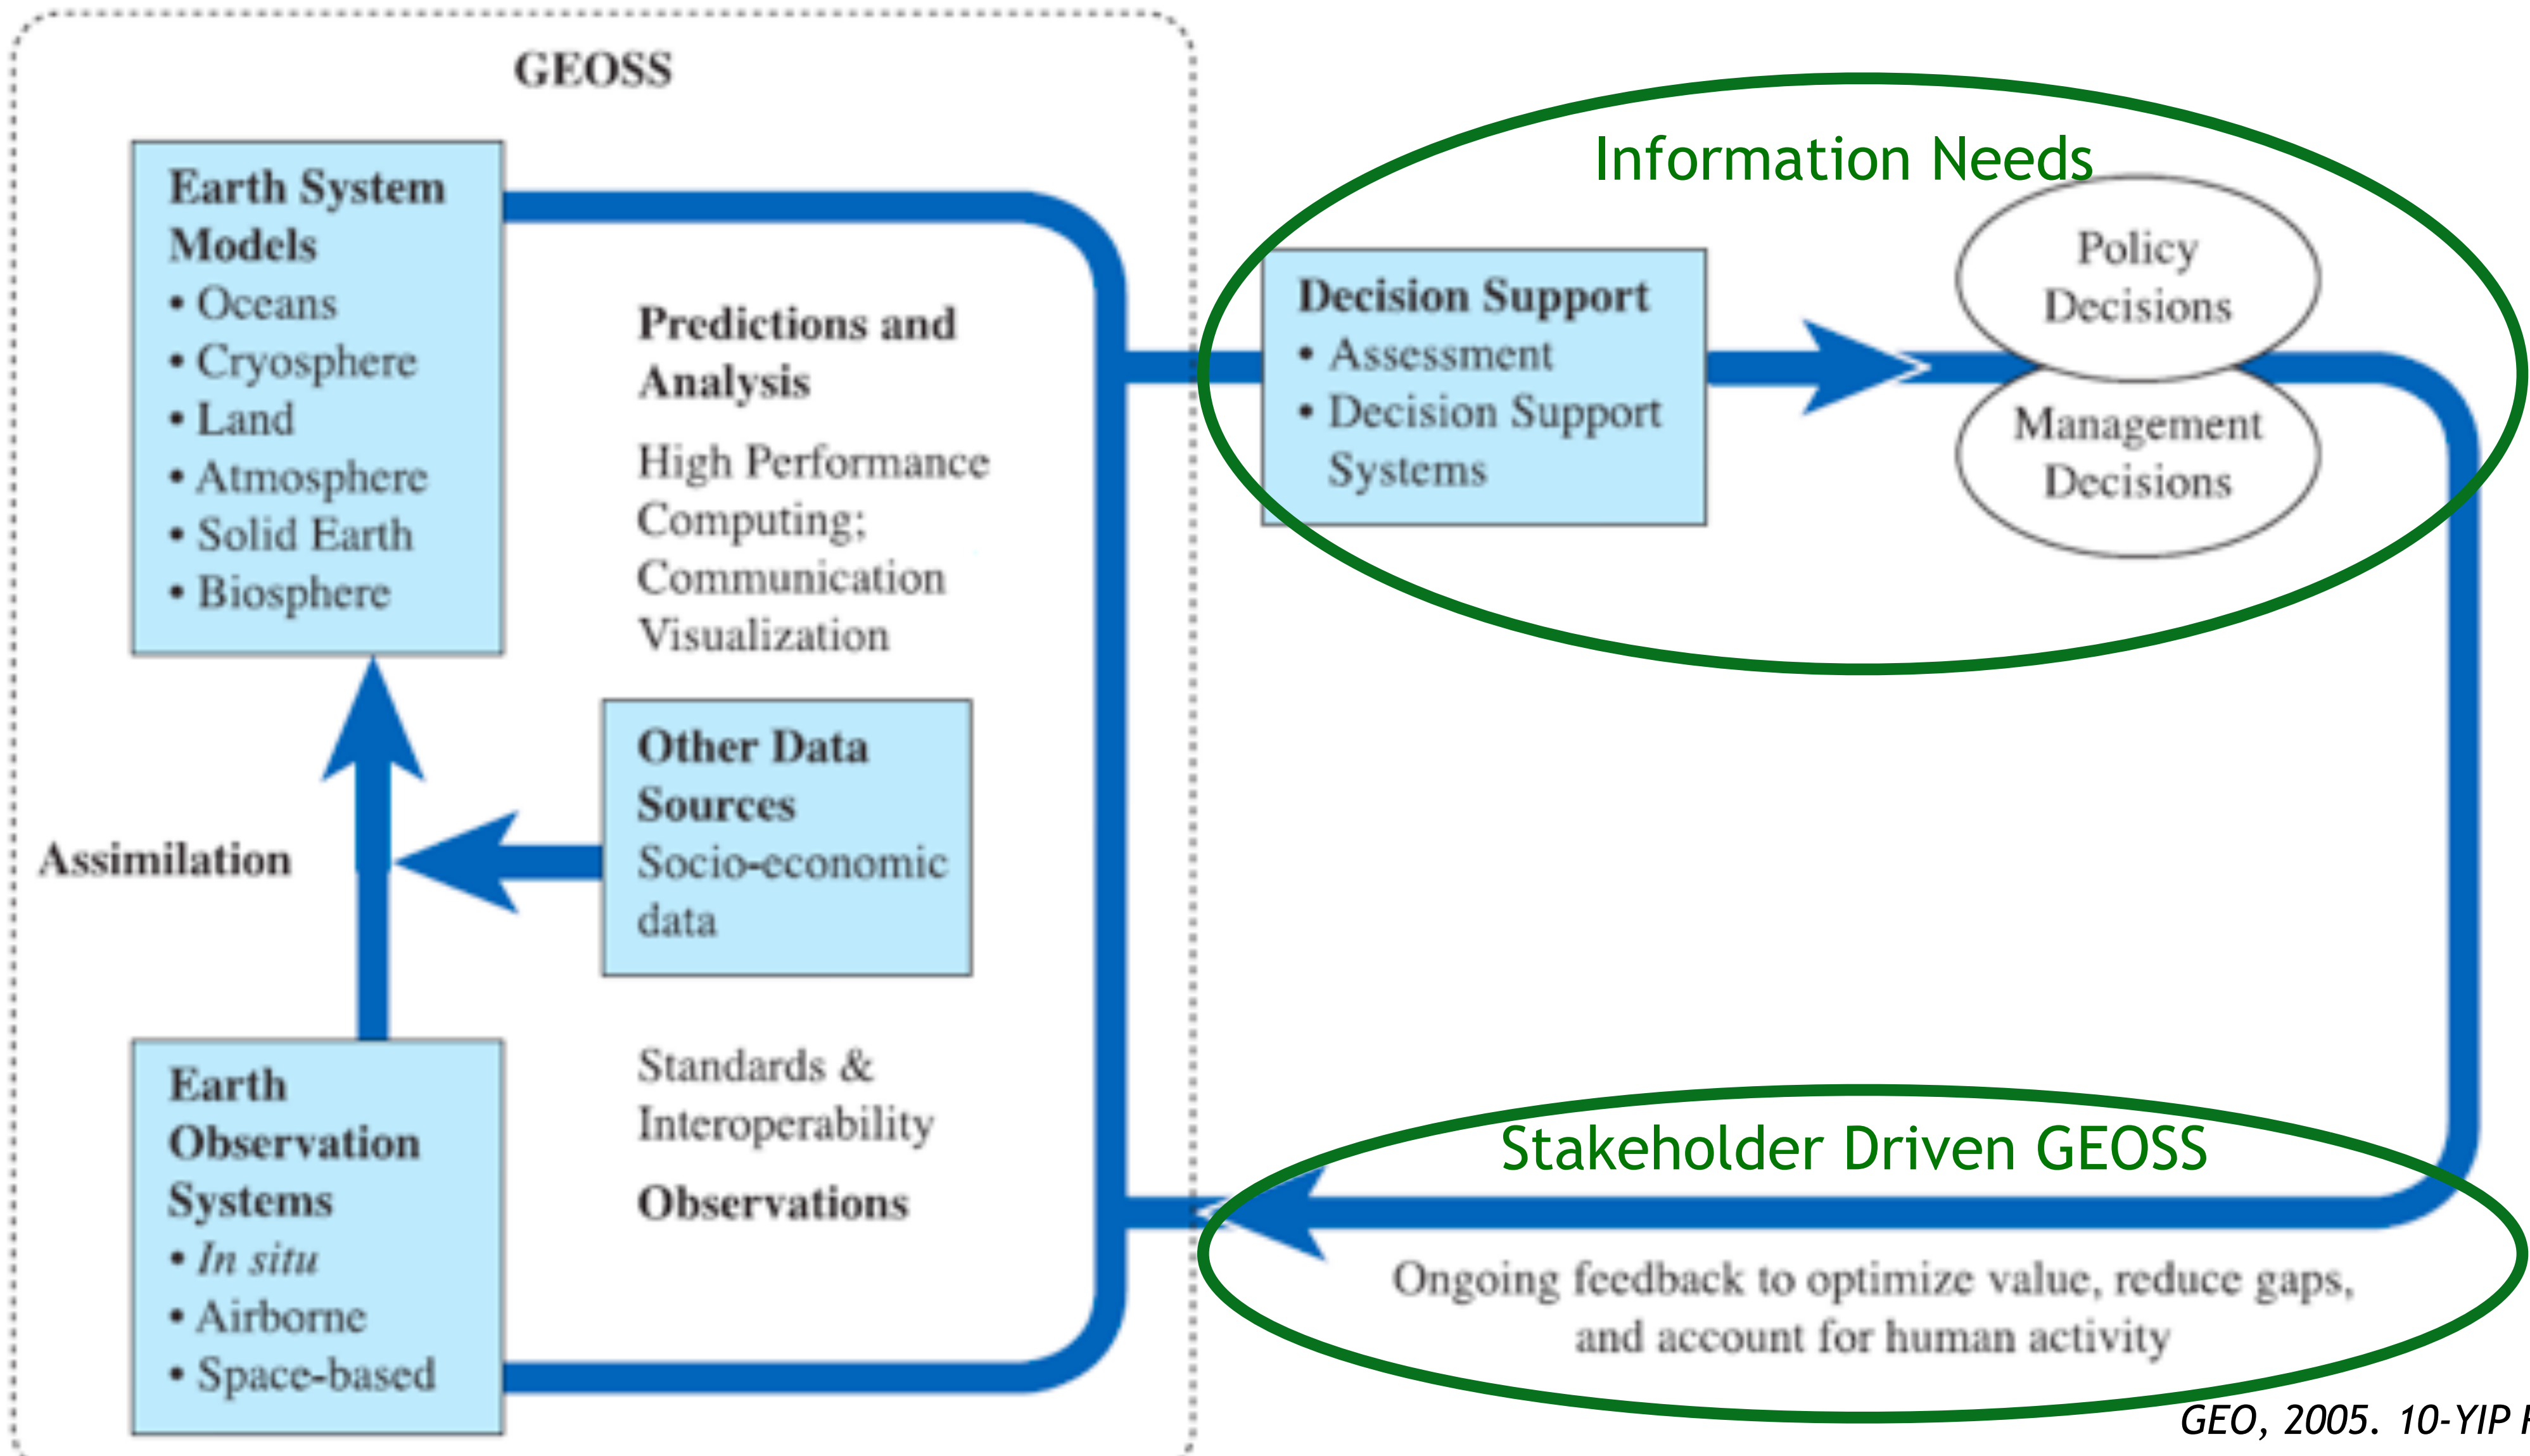 GEOSS
Earth System
Models
• Oceans
• Cryosphere
• Land
• Atmosphere
• Solid Earth
• Biosphere
Predictions and
Analysis
High Performance
Computing;
Communication
Visualization
Other Data
Sources
Socio-economic
data
Assimilation
Earth
Observation
Systems
• In situ
• Airborne
• Space-based
Standards &
Interoperability
Observations
Information Needs
Decision Support
• Assessment
• Decision Support
Systems
Policy
Decisions
Management
Decisions
Stakeholder Driven GEOSS
Ongoing feedback to optimize value, reduce gaps,
and account for human activity
GEO, 2005. 10-YIP